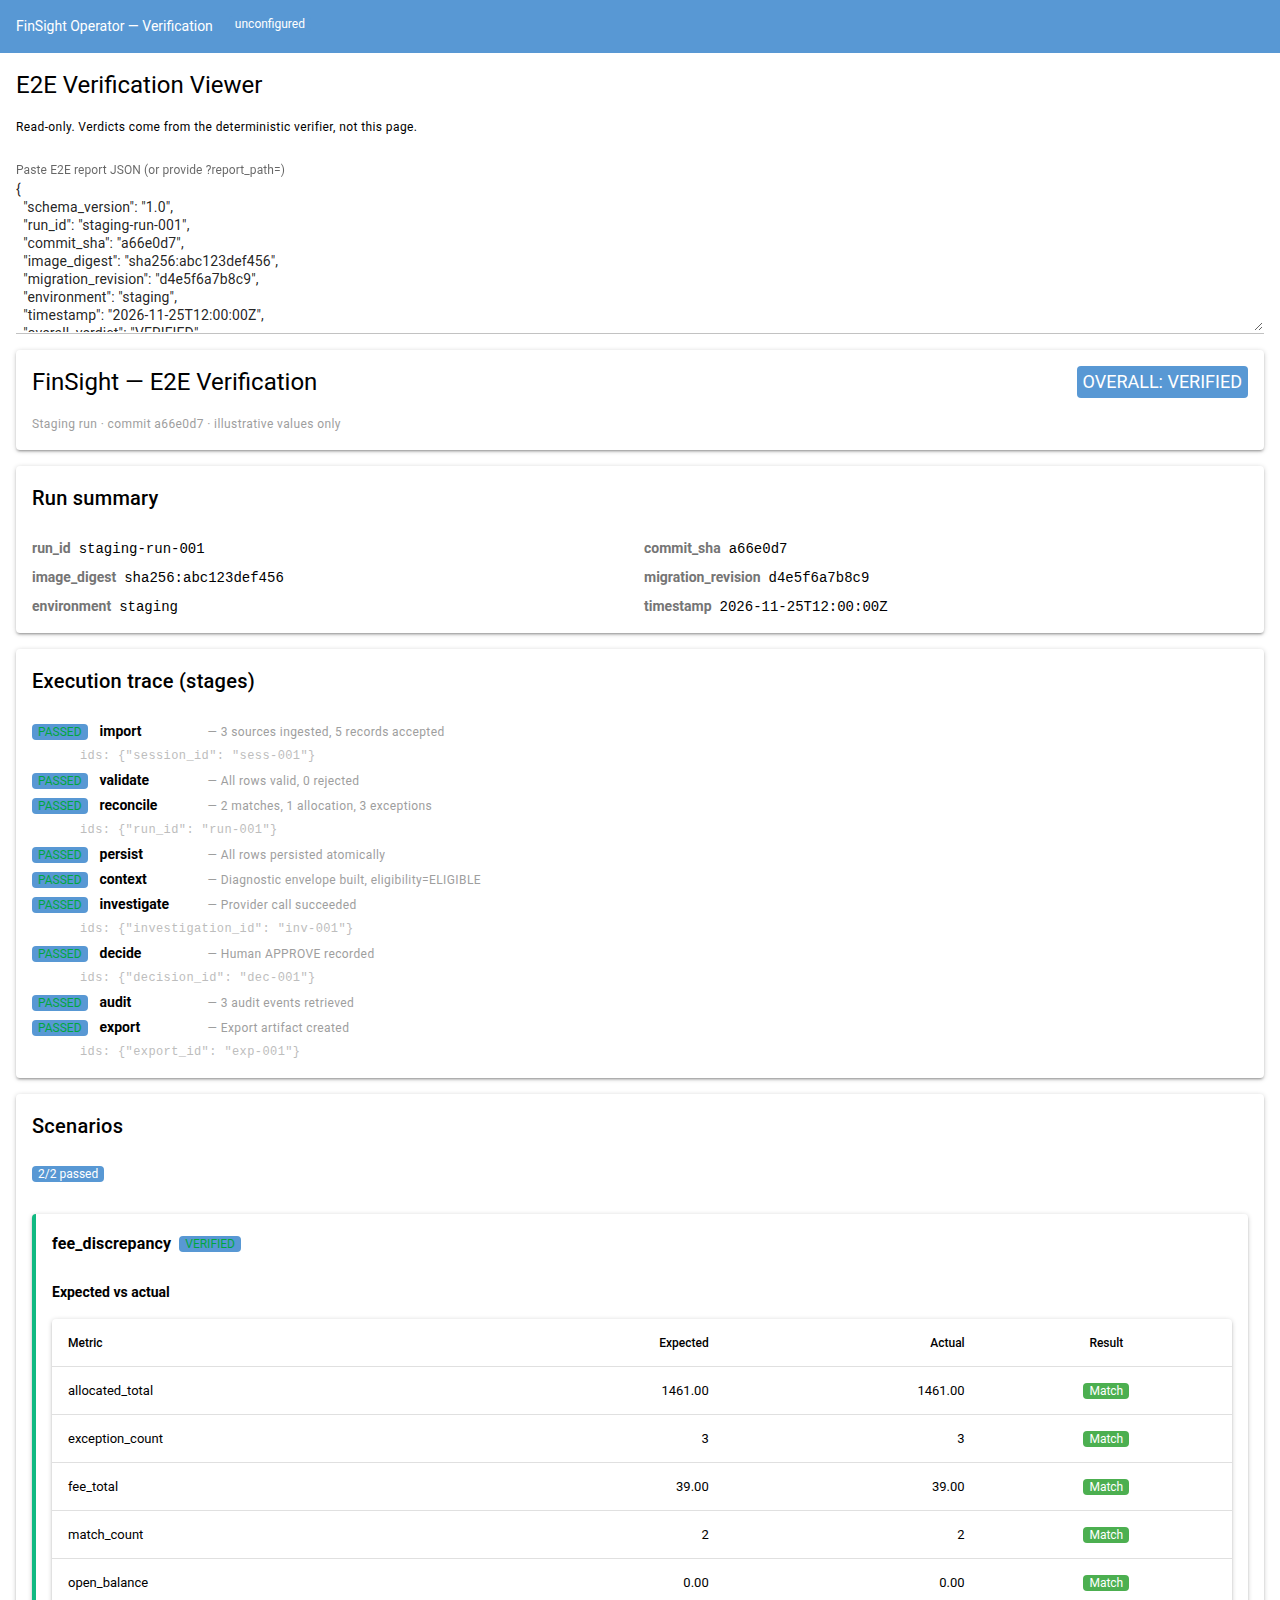 FinSight Operator — Verification unconfigured
E2E Verification Viewer
Read-only. Verdicts come from the deterministic verifier, not this page.
Paste E2E report JSON (or provide ?report_path=)
{
"schema_version": "1.0",
"run_id": "staging-run-001",
"commit_sha": "a66e0d7",
"image_digest": "sha256:abc123def456",
"migration_revision": "d4e5f6a7b8c9",
"environment": "staging",
"timestamp": "2026-11-25T12:00:00Z",
"overall_verdict": "VERIFIED"
FinSight — E2E Verification OVERALL: VERIFIED
Staging run · commit a66e0d7 · illustrative values only
Run summary
run_id staging-run-001 commit_sha a66e0d7
image_digest sha256:abc123def456 migration_revision d4e5f6a7b8c9
environment staging timestamp 2026-11-25T12:00:00Z
Execution trace (stages)
PASSED import — 3 sources ingested, 5 records accepted
ids: {"session_id": "sess-001"}
PASSED validate — All rows valid, 0 rejected
PASSED reconcile — 2 matches, 1 allocation, 3 exceptions
ids: {"run_id": "run-001"}
PASSED persist — All rows persisted atomically
PASSED context — Diagnostic envelope built, eligibility=ELIGIBLE
PASSED investigate — Provider call succeeded
ids: {"investigation_id": "inv-001"}
PASSED decide — Human APPROVE recorded
ids: {"decision_id": "dec-001"}
PASSED audit — 3 audit events retrieved
PASSED export — Export artifact created
ids: {"export_id": "exp-001"}
Scenarios
2/2 passed
fee_discrepancy VERIFIED
Expected vs actual
Metric Expected Actual Result
allocated_total 1461.00 1461.00 Match
exception_count 3 3 Match
fee_total 39.00 39.00 Match
match_count 2 2 Match
open_balance 0.00 0.00 Match